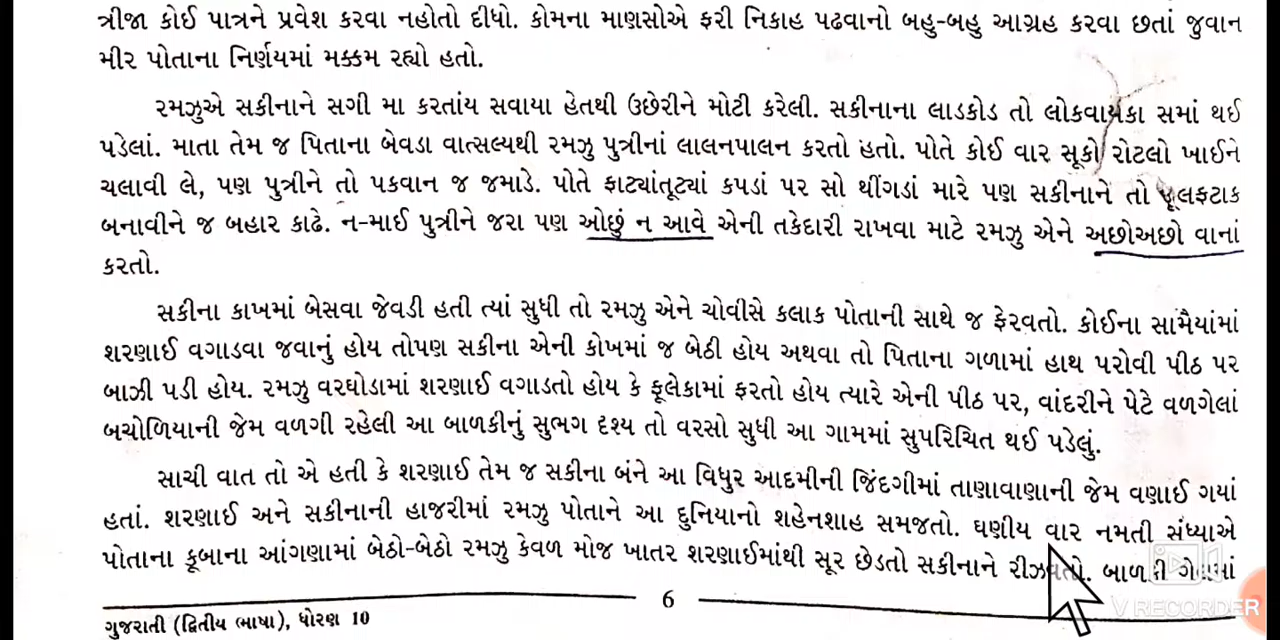 ત્રીજા કોઈ પાત્રને પ્રવેશ કરવા નહોતો દીધો. કોમના માણસોએ ફરી નિકાહ પઢવાનો બહુ-બહુ આગ્રહ કરવા છતાં જુવાન
મીર પોતાના નિર્ણયમાં મક્કમ રહ્યો હતો.
રમઝુએ સકીનાને સગી મા કરતાંય સવાયા હેતથી ઉછેરીને મોટી કરેલી. સકીનાના લાડકોડ તો લોકવાયકા સમાં થઈ
પડેલાં. માતા તેમ જ પિતાના બેવડા વાત્સલ્યથી રમઝુ પુત્રીનાં લાલનપાલન કરતો હતો. પોતે કોઈ વાર સૂકો રોટલો ખાઈને
ચલાવી લે, પણ પુત્રીને તો પકવાન જ જમાડે. પોતે ફાટ્યાંતૂટ્યાં કપડાં પર સો થીંગડાં મારે પણ સકીનાને તો ફૂલફટાક
બનાવીને જ બહાર કાઢે. ન-માઈ પુત્રીને જરા પણ ઓછું ન આવે એની તકેદારી રાખવા માટે રમઝુ એને અછોઅછો વાનાં
કરતો.
સકીના કાખમાં બેસવા જેવડી હતી ત્યાં સુધી તો રમઝુ એને ચોવીસે કલાક પોતાની સાથે જ ફેરવતો. કોઈના સામૈયાંમાં
શરણાઈ વગાડવા જવાનું હોય તોપણ સકીના એની કોખમાં જ બેઠી હોય અથવા તો પિતાના ગળામાં હાથ પરોવી પીઠ પર
બાઝી પડી હોય. રમઝુ વરઘોડામાં શરણાઈ વગાડતો હોય કે ફૂલેકામાં ફરતો હોય ત્યારે એની પીઠ પર, વાંદરીને પેટે વળગેલાં
બચોળિયાની જેમ વળગી રહેલી આ બાળકીનું સુભગ દૃશ્ય તો વરસો સુધી આ ગામમાં સુપરિચિત થઈ પડેલું.
સાચી વાત તો એ હતી કે શરણાઈ તેમ જ સકીના બંને આ વિધુર આદમીની જિંદગીમાં તાણાવાણાની જેમ વણાઈ ગયાં
હતાં. શરણાઈ અને સકીનાની હાજરીમાં રમઝુ પોતાને આ દુનિયાનો શહેનશાહ સમજતો. ઘણીય વાર નમતી સંધ્યાએ
પોતાના કૂબાના આંગણામાં બેઠો-બેઠો રમઝુ કેવળ મોજ ખાતર શરણાઈમાંથી સૂર છેડતો સકીનાને રીઝવતો. બાળકી ગેલમાં
6
ગુજરાતી (દ્વિતીય ભાષા), ધોરણ 10
V RECORDER